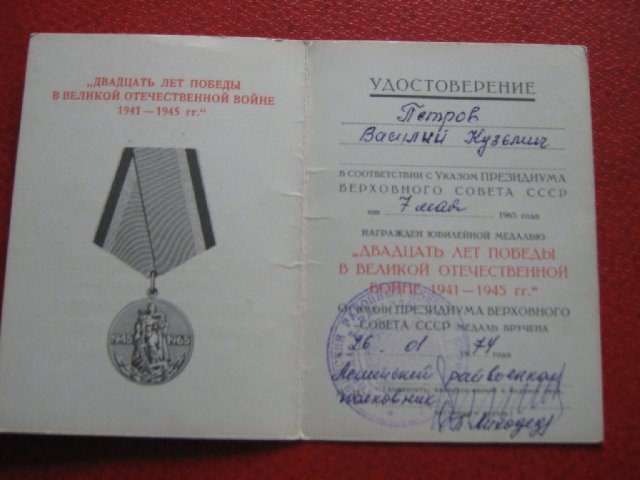 „ДВАДЦАТЬ ЛЕТ ПОБЕДЫ
В ВЕЛИКОЙ ОТЕЧЕСТВЕННОЙ ВОЙНЕ
1941—1945 гг.“
1945 1965
УДОСТОВЕРЕНИЕ
Петров
Василий Кузьмич
В СООТВЕТСТВИИ С УКАЗОМ ПРЕЗИДИУМА
ВЕРХОВНОГО СОВЕТА СССР
от 7 мая 1965 года
НАГРАЖДЕН ЮБИЛЕЙНОЙ МЕДАЛЬЮ
„ДВАДЦАТЬ ЛЕТ ПОБЕДЫ
В ВЕЛИКОЙ ОТЕЧЕСТВЕННОЙ
ВОЙНЕ 1941—1945 гг.“
ОТ ИМЕНИ ПРЕЗИДИУМА ВЕРХОВНОГО
СОВЕТА СССР МЕДАЛЬ ВРУЧЕНА
26 01 1974 года
райвоенком
полковник